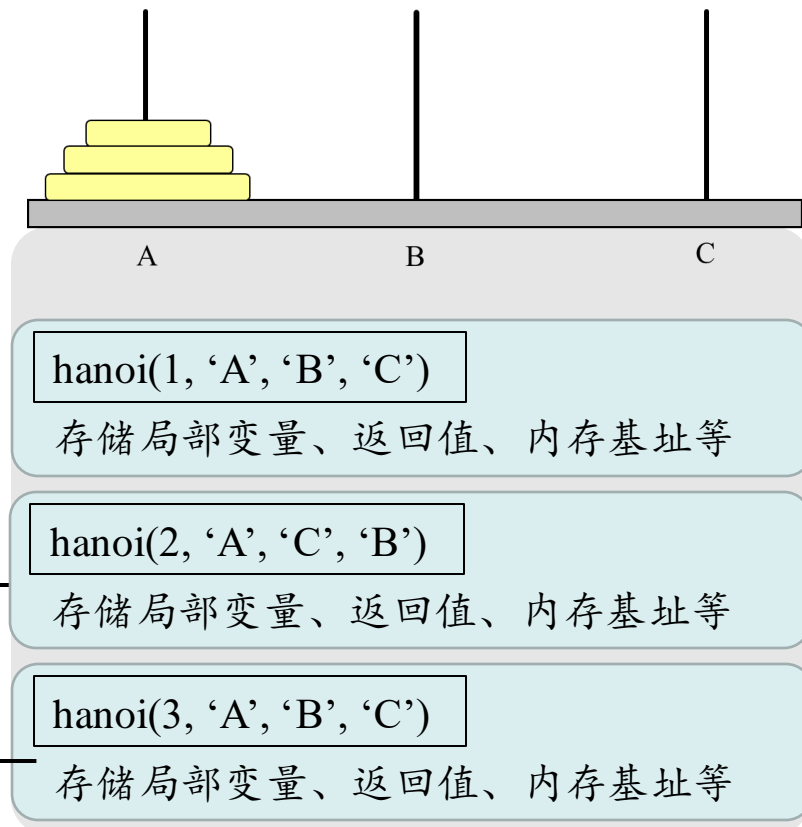 A B C
hanoi(1, ‘A’, ‘B’, ‘C’)
存储局部变量、返回值、内存基址等
hanoi(2, ‘A’, ‘C’, ‘B’)
存储局部变量、返回值、内存基址等
hanoi(3, ‘A’, ‘B’, ‘C’)
存储局部变量、返回值、内存基址等